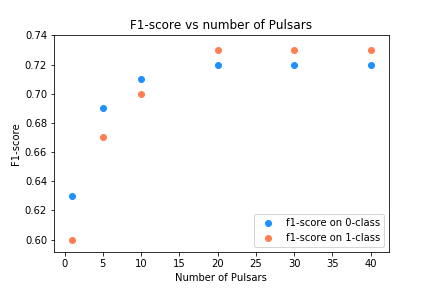 F1-score vs number of Pulsars
F1-score
0.74
0.72
0.70
0.68
0.66
0.64
0.62
0.60
0 5 10 15 20 25 30 35 40
Number of Pulsars
f1-score on 0-class
f1-score on 1-class